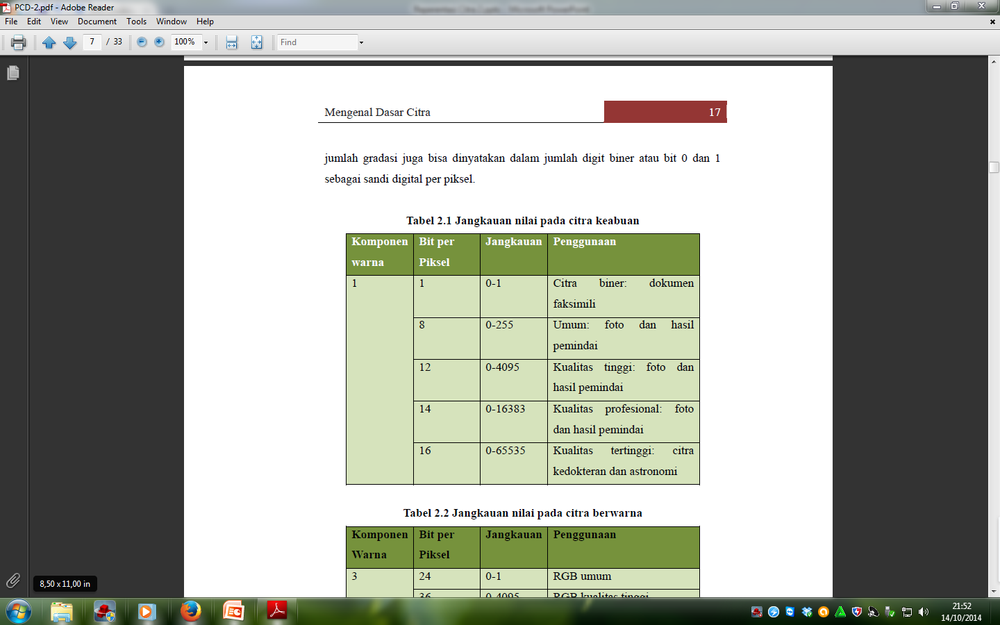 PCD-2.pdf - Adobe Reader
File Edit View Document Tools Window Help
7 / 33 100% Find
Mengenal Dasar Citra 17
jumlah gradasi juga bisa dinyatakan dalam jumlah digit biner atau bit 0 dan 1
sebagai sandi digital per piksel.
Tabel 2.1 Jangkauan nilai pada citra keabuan
Komponen Bit per Jangkauan Penggunaan
warna Piksel
1 1 0-1 Citra biner: dokumen
faksimili
8 0-255 Umum: foto dan hasil
pemindai
12 0-4095 Kualitas tinggi: foto dan
hasil pemindai
14 0-16383 Kualitas profesional: foto
dan hasil pemindai
16 0-65535 Kualitas tertinggi: citra
kedokteran dan astronomi
Tabel 2.2 Jangkauan nilai pada citra berwarna
Komponen Bit per Jangkauan Penggunaan
Warna Piksel
3 24 0-1 RGB umum
36 0-4095 RGB kualitas tinggi
8,50 x 11,00 in
21:52
14/10/2014